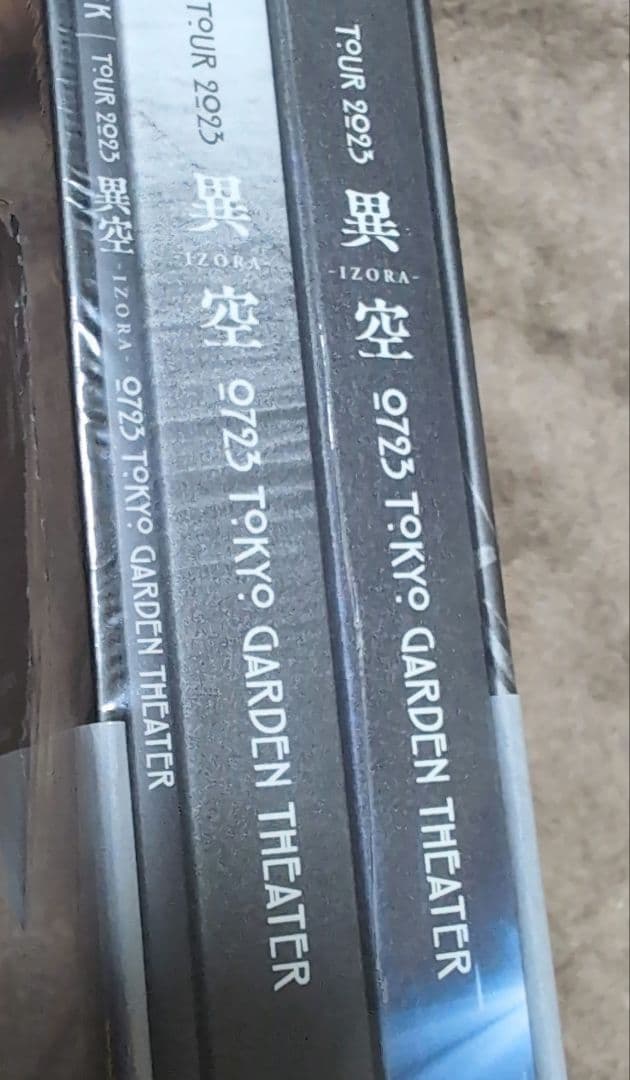 K | TOUR 2023 異空 -IZORA- 0723 TOKYO GARDEN THEATER
TOUR 2023 異空 -IZORA- 0723 TOKYO GARDEN THEATER
TOUR 2023 異空 -IZORA- 0723 TOKYO GARDEN THEATER